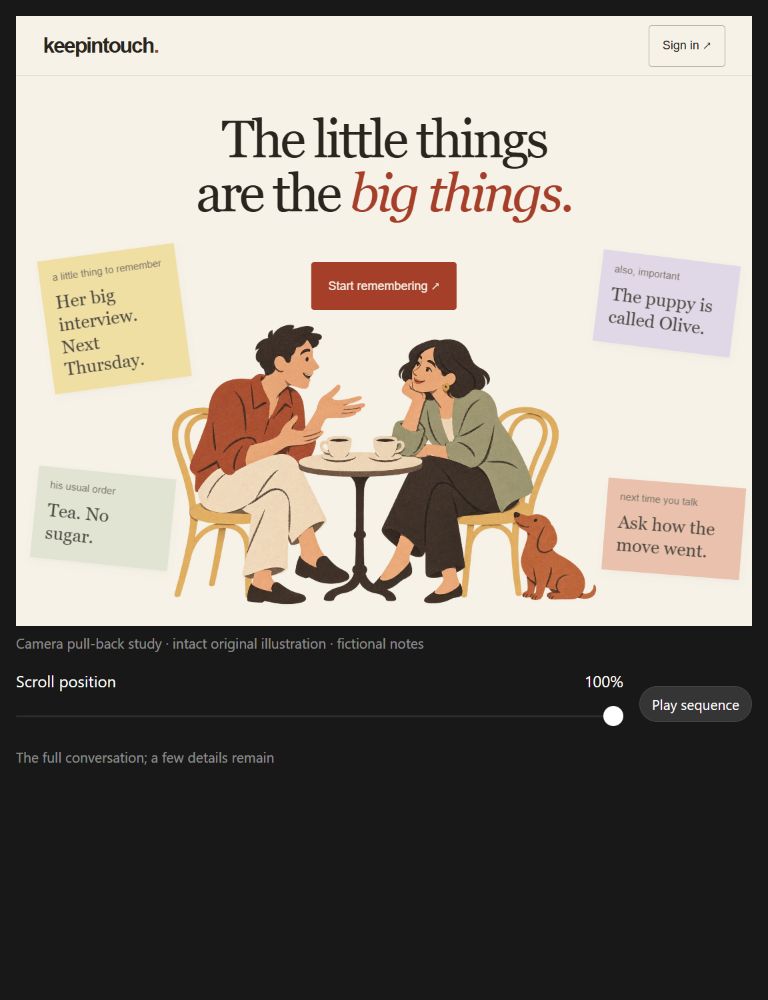 keepintouch.
Sign in ↗
The little things
are the big things.
a little thing to remember
Her big
interview.
Next
Thursday.
Start remembering ↗
also, important
The puppy is
called Olive.
his usual order
Tea. No
sugar.
next time you talk
Ask how the
move went.
Camera pull-back study · intact original illustration · fictional notes
Scroll position
100%
Play sequence
The full conversation; a few details remain